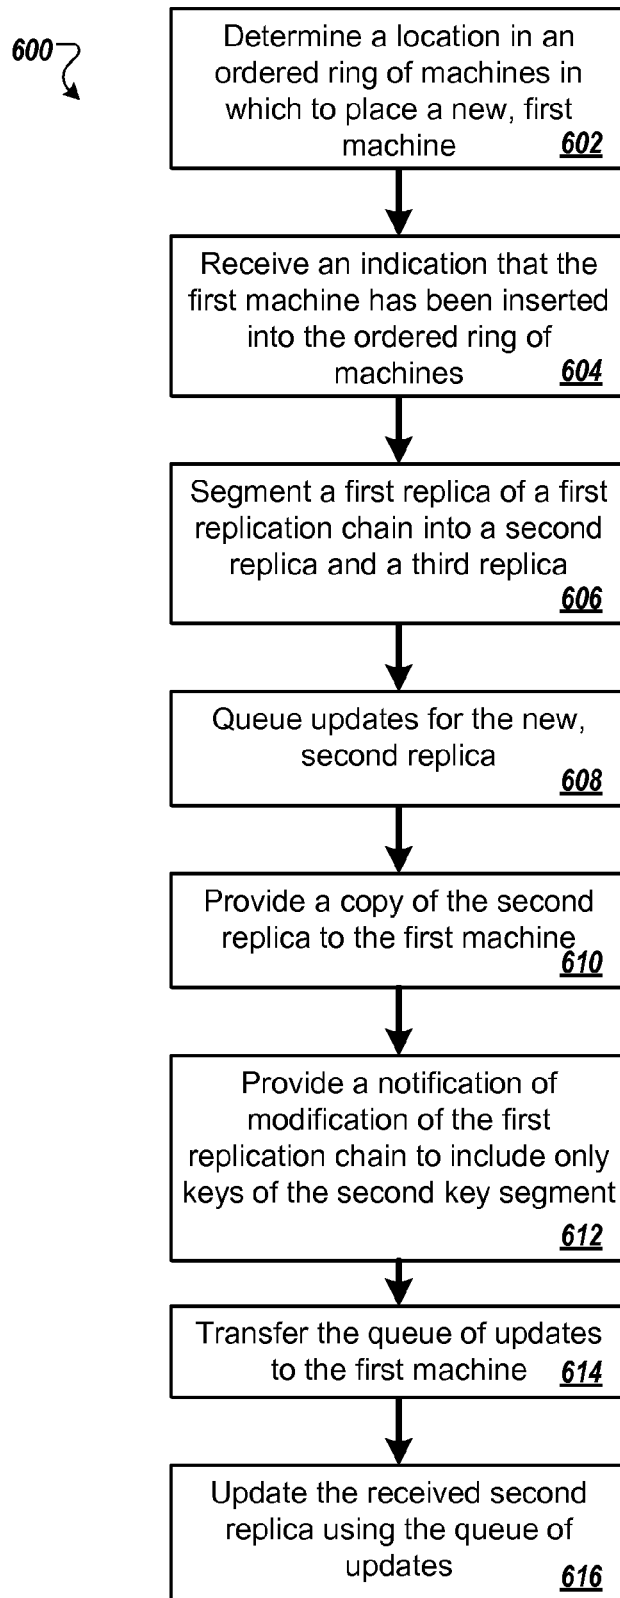 600
Determine a location in an
ordered ring of machines in
which to place a new, first
machine 602
Receive an indication that the
first machine has been inserted
into the ordered ring of
machines 604
Segment a first replica of a first
replication chain into a second
replica and a third replica
606
Queue updates for the new,
second replica
608
Provide a copy of the second
replica to the first machine
610
Provide a notification of
modification of the first
replication chain to include only
keys of the second key segment
612
Transfer the queue of updates
to the first machine 614
Update the received second
replica using the queue of
updates
616